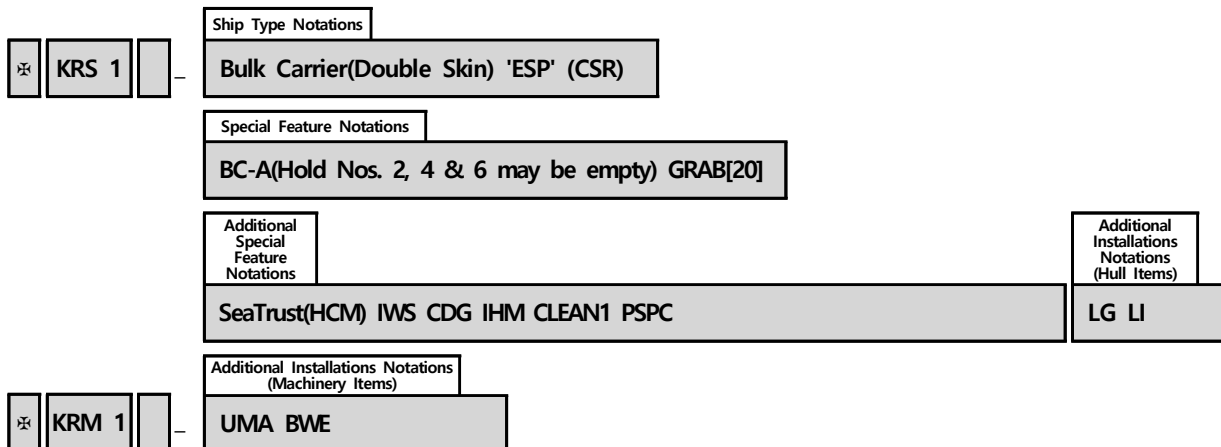 Ship Type Notations
✠ KRS 1 _ Bulk Carrier(Double Skin) 'ESP' (CSR)
Special Feature Notations
BC-A(Hold Nos. 2, 4 & 6 may be empty) GRAB[20]
Additional
Special
Feature
Notations
Additional
Installations
Notations
(Hull Items)
SeaTrust(HCM) IWS CDG IHM CLEAN1 PSPC
LG LI
Additional Installations Notations
(Machinery Items)
✠ KRM 1 _ UMA BWE